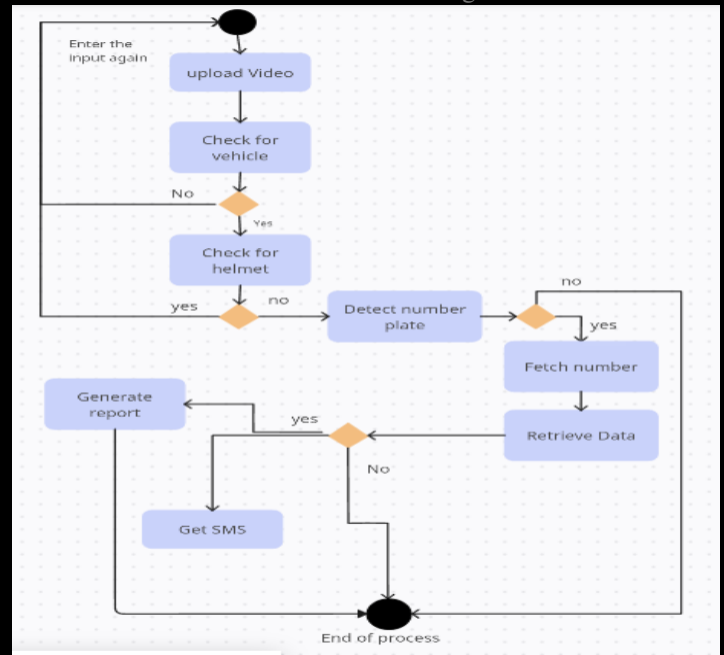 Enter the
input again
upload Video
Check for
vehicle
No
Yes
Check for
helmet
yes
no
Detect number
plate
no
yes
Fetch number
Generate
report
yes
Retrieve Data
No
Get SMS
End of process